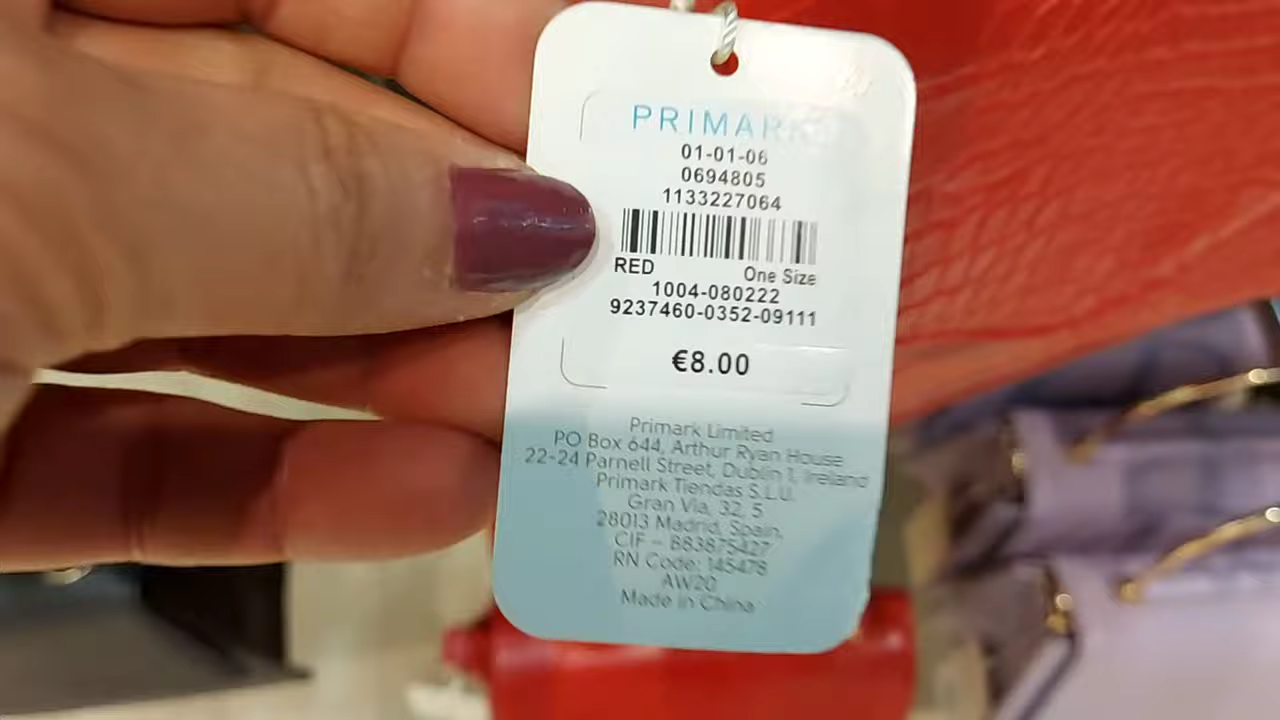 PRIMARK
01-01-06
0694805
1133227064
RED One Size
1004-080222
9237460-0352-09111
€8.00
Primark Limited
PO Box 644, Arthur Ryan House
22-24 Parnell Street, Dublin 1, Ireland
Primark Tiendas S.L.U.
Gran Via, 32, 5
28013 Madrid, Spain,
CIF - B83875427
RN Code: 145478
AW20
Made in China